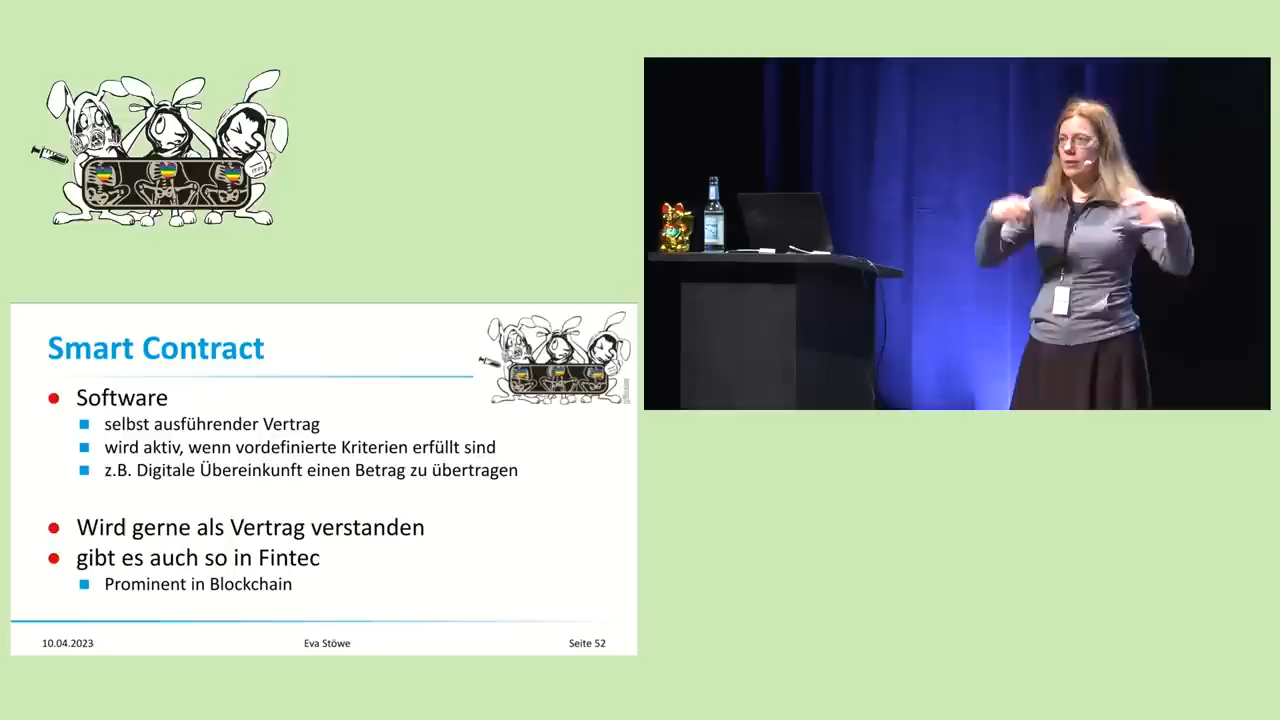 Smart Contract
Software
selbst ausführender Vertrag
wird aktiv, wenn vordefinierte Kriterien erfüllt sind
z.B. Digitale Übereinkunft einen Betrag zu übertragen
Wird gerne als Vertrag verstanden
gibt es auch so in Fintec
Prominent in Blockchain
10.04.2023
Eva Stöwe
Seite 52